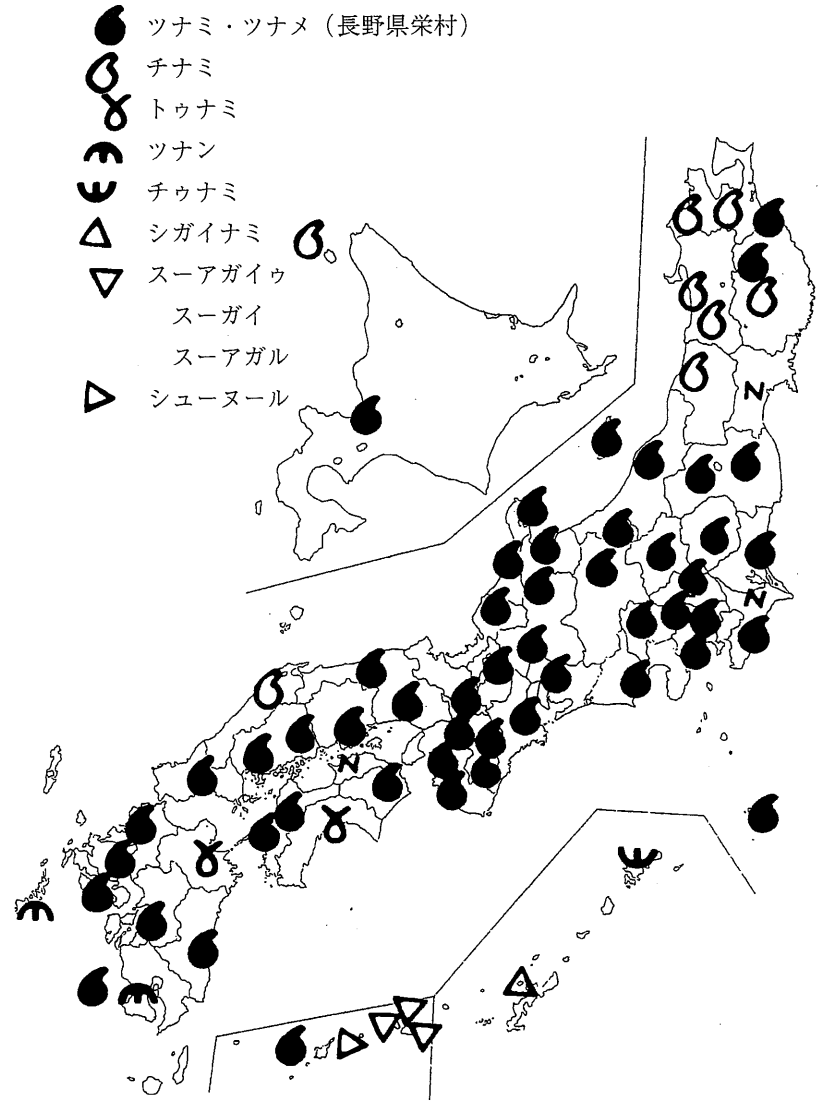 ツナミ・ツナメ（長野県栄村）
チナミ
トゥナミ
ツナン
チゥナミ
シガイナミ
スーアガイゥ
スーガイ
スーアガル
シューヌール
N
N
N